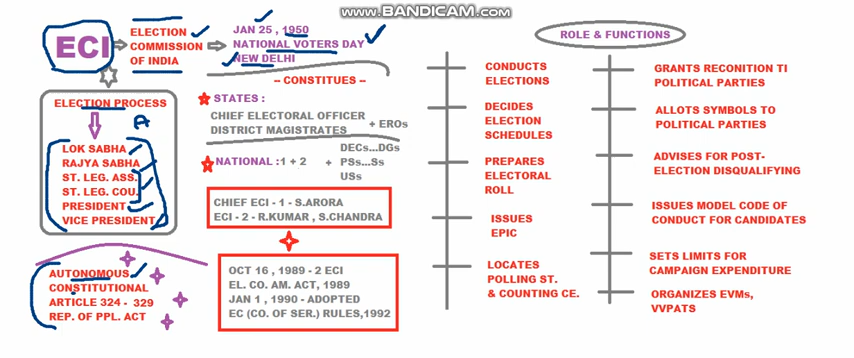 www.BANDICAM.com
ECI
ELECTION
COMMISSION
OF INDIA
JAN 25 , 1950
NATIONAL VOTERS DAY
NEW DELHI
-- CONSTITUES --
ELECTION PROCESS
LOK SABHA
RAJYA SABHA
ST. LEG. ASS.
ST. LEG. COU.
PRESIDENT
VICE PRESIDENT
STATES :
CHIEF ELECTORAL OFFICER
DISTRICT MAGISTRATES
+ EROs
NATIONAL : 1 + 2 +
DECs...DGs
PSs...Ss
USs
CHIEF ECI - 1 - S.ARORA
ECI - 2 - R.KUMAR , S.CHANDRA
AUTONOMOUS
CONSTITUTIONAL
ARTICLE 324 - 329
REP. OF PPL. ACT
OCT 16 , 1989 - 2 ECI
EL. CO. AM. ACT, 1989
JAN 1 , 1990 - ADOPTED
EC (CO. OF SER.) RULES,1992
ROLE & FUNCTIONS
CONDUCTS
ELECTIONS
DECIDES
ELECTION
SCHEDULES
PREPARES
ELECTORAL
ROLL
ISSUES
EPIC
LOCATES
POLLING ST.
& COUNTING CE.
GRANTS RECONITION TI
POLITICAL PARTIES
ALLOTS SYMBOLS TO
POLITICAL PARTIES
ADVISES FOR POST-
ELECTION DISQUALIFYING
ISSUES MODEL CODE OF
CONDUCT FOR CANDIDATES
SETS LIMITS FOR
CAMPAIGN EXPENDITURE
ORGANIZES EVMs,
VVPATS